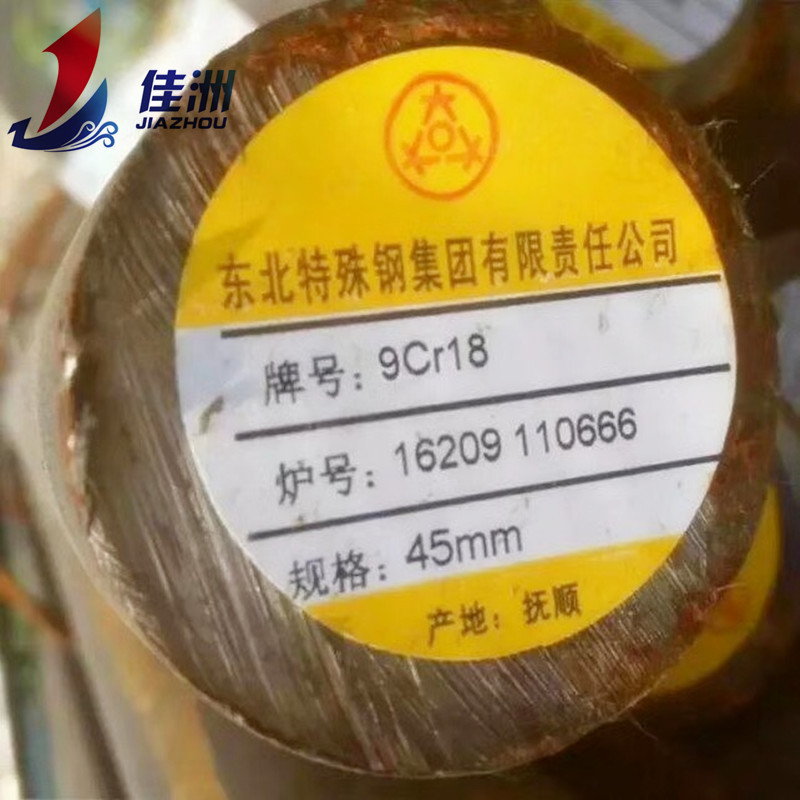 佳洲
JIAZHOU
东北特殊钢集团有限责任公司
牌号：9Cr18
炉号：16209 110666
规格：45mm
产地：抚顺